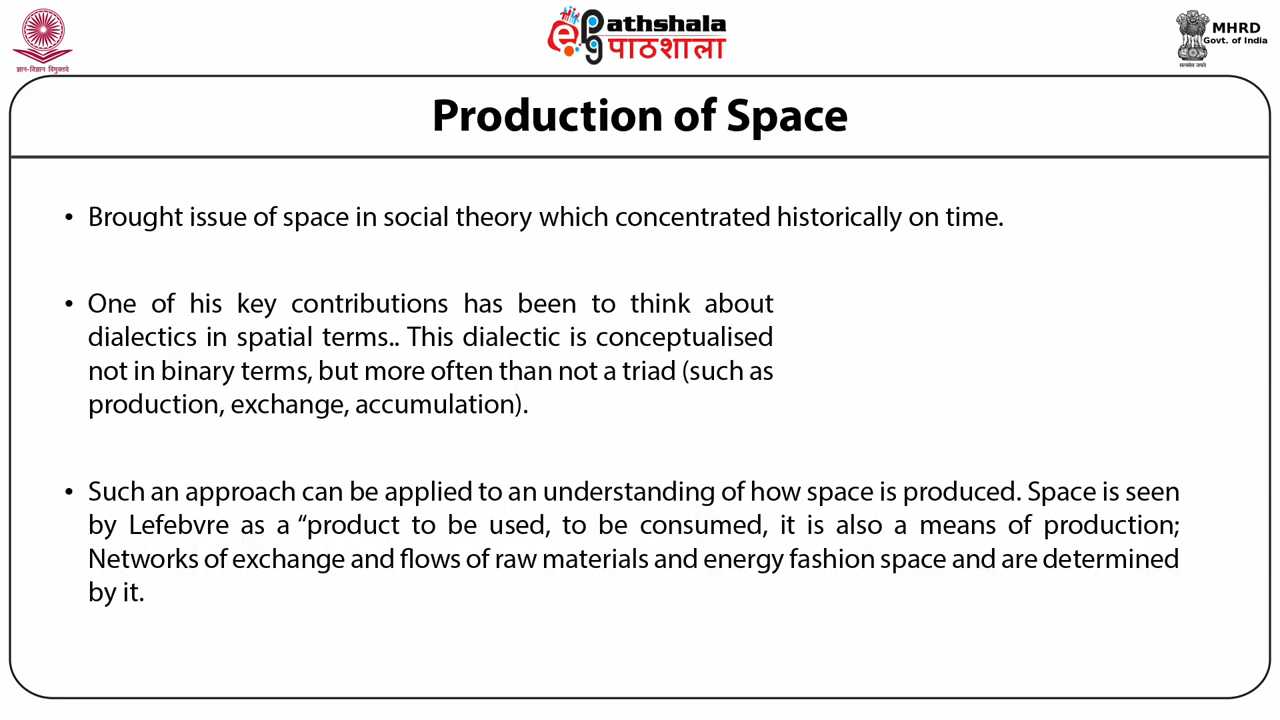 ज्ञान-विज्ञान विमुक्तये
ePathshala
पाठशाला
MHRD
Govt. of India
सत्यमेव जयते
Production of Space
• Brought issue of space in social theory which concentrated historically on time.
• One of his key contributions has been to think about
dialectics in spatial terms.. This dialectic is conceptualised
not in binary terms, but more often than not a triad (such as
production, exchange, accumulation).
• Such an approach can be applied to an understanding of how space is produced. Space is seen
by Lefebvre as a “product to be used, to be consumed, it is also a means of production;
Networks of exchange and flows of raw materials and energy fashion space and are determined
by it.